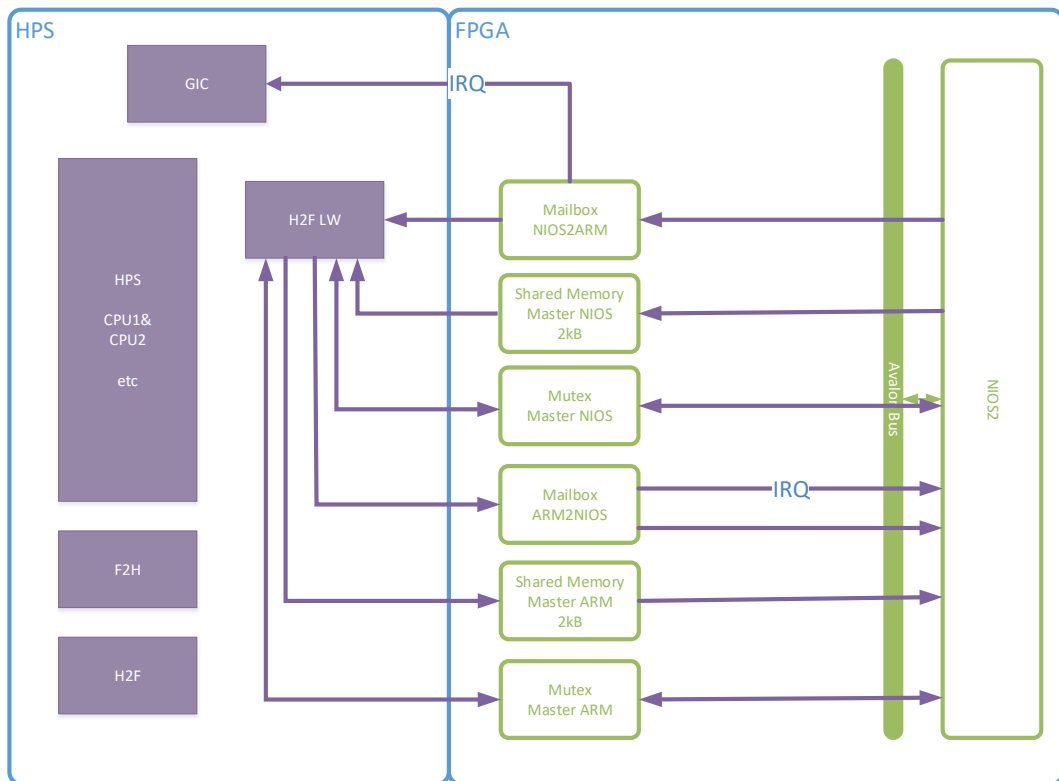 HPS
FPGA
GIC
IRQ
HPS
CPU1&
CPU2
etc
H2F LW
F2H
H2F
Mailbox
NIOS2ARM
Shared Memory
Master NIOS
2kB
Mutex
Master NIOS
Mailbox
ARM2NIOS
IRQ
Shared Memory
Master ARM
2kB
Mutex
Master ARM
Avalon Bus
NIOS2